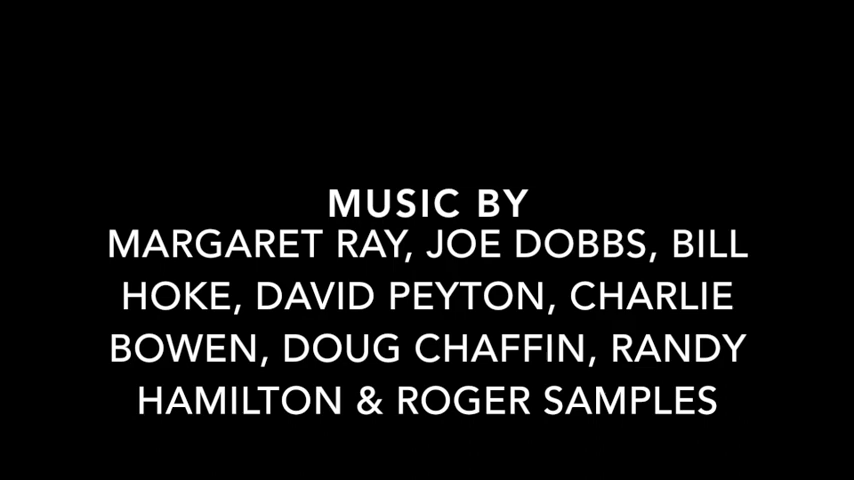 MUSIC BY
MARGARET RAY, JOE DOBBS, BILL
HOKE, DAVID PEYTON, CHARLIE
BOWEN, DOUG CHAFFIN, RANDY
HAMILTON & ROGER SAMPLES